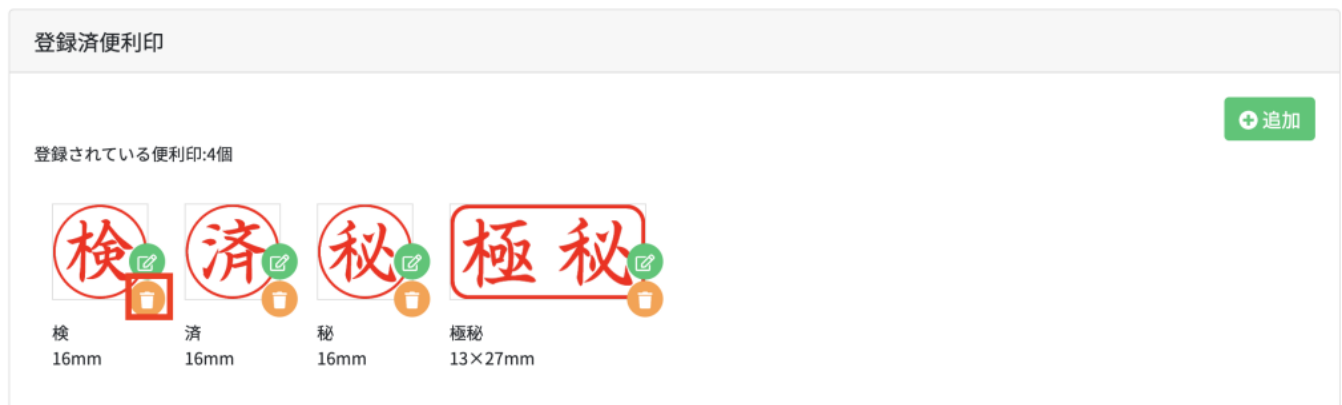 登録済便利印
追加
登録されている便利印:4個
検
済
秘
極秘
検
済
秘
極秘
16mm
16mm
16mm
13×27mm